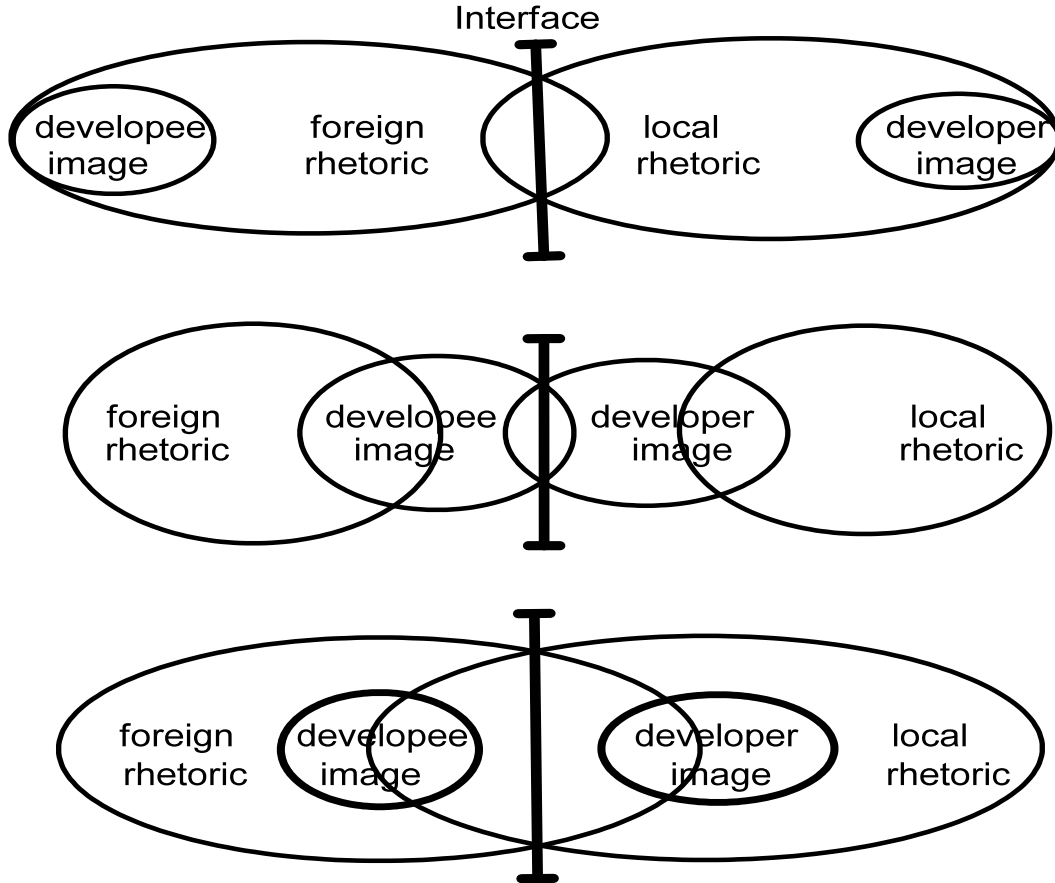 Interface
developee
image
foreign
rhetoric
local
rhetoric
developer
image
foreign
rhetoric
developee
image
developer
image
local
rhetoric
foreign
rhetoric
developee
image
developer
image
local
rhetoric